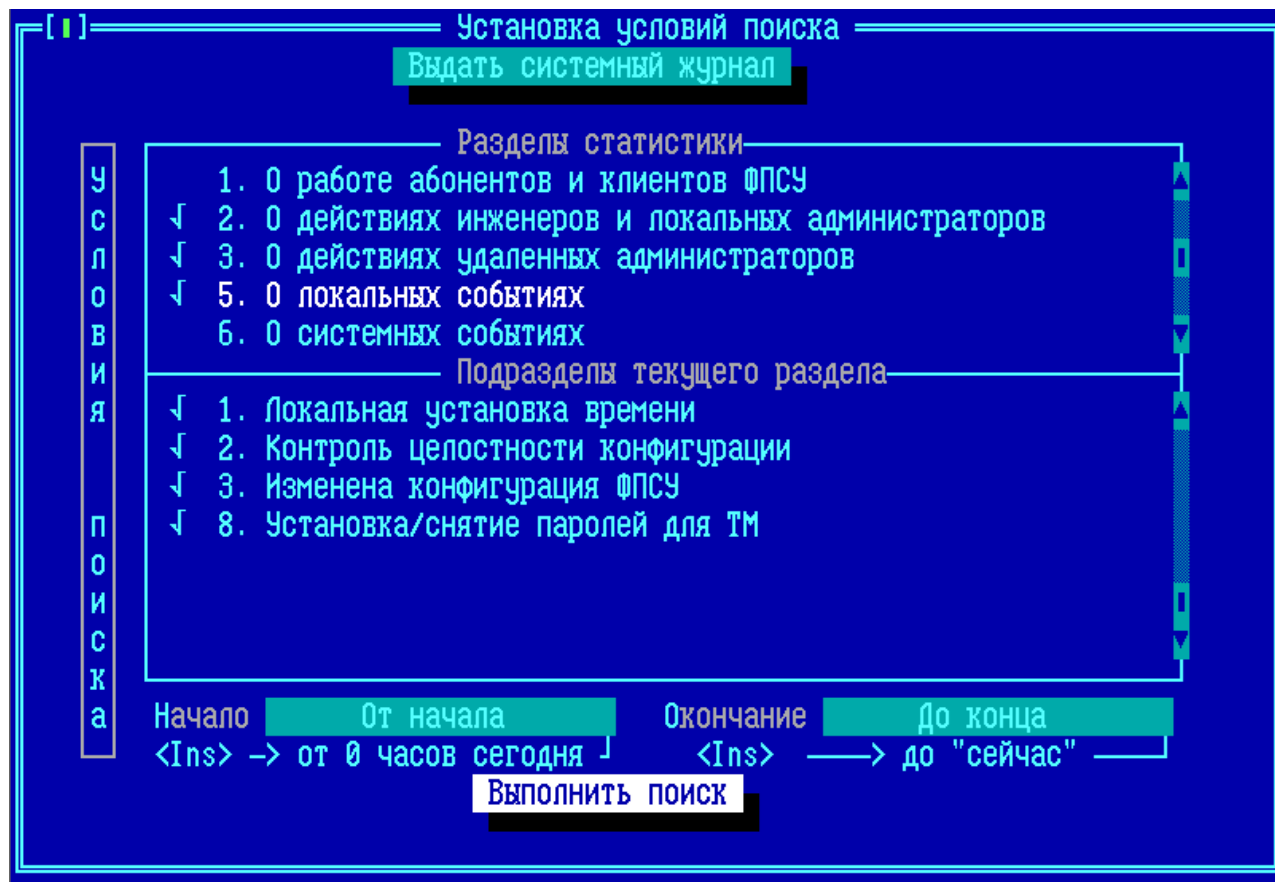 Установка условий поиска
Выдать системный журнал
Условия поиска
Разделы статистики
1. О работе абонентов и клиентов ФПСУ
√ 2. О действиях инженеров и локальных администраторов
√ 3. О действиях удаленных администраторов
√ 5. О локальных событиях
6. О системных событиях
Подразделы текущего раздела
√ 1. Локальная установка времени
√ 2. Контроль целостности конфигурации
√ 3. Изменена конфигурация ФПСУ
√ 8. Установка/снятие паролей для ТМ
Начало От начала Окончание До конца
<Ins> —> от 0 часов сегодня <Ins> ——> до "сейчас"
Выполнить поиск